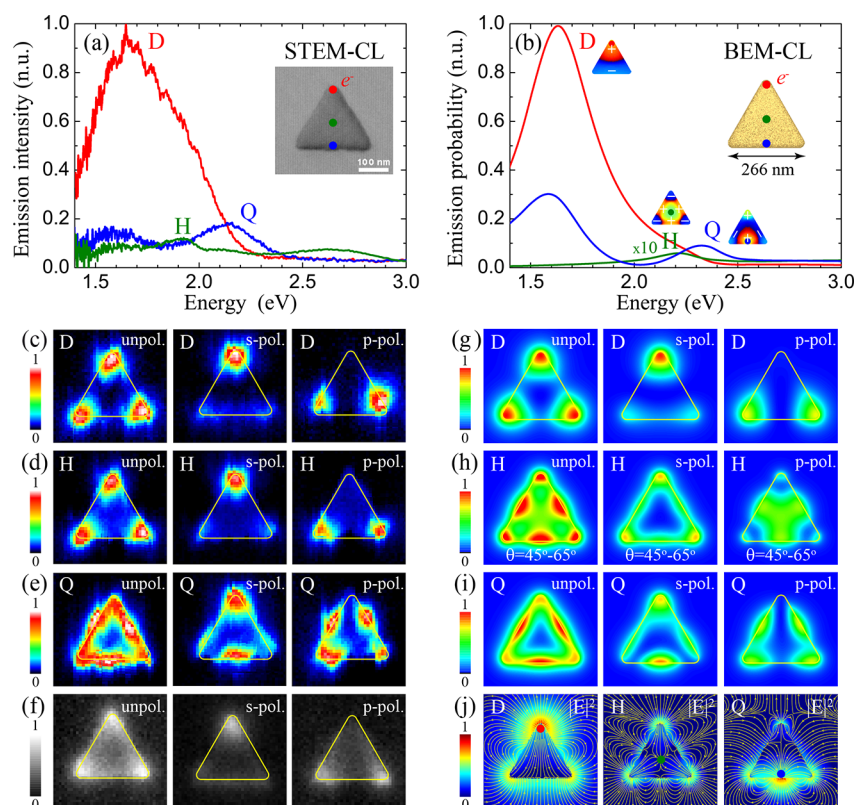 (a) D STEM-CL
e-
100 nm
H Q
Emission intensity (n.u.)
1.0
0.8
0.6
0.4
0.2
0.0
1.5 2.0 2.5 3.0
Energy (eV)
(b) D BEM-CL
+
−
e-
266 nm
x10 H Q
Emission probability (n.u.)
1.0
0.8
0.6
0.4
0.2
0.0
1.5 2.0 2.5 3.0
Energy (eV)
(c) 1 0 D unpol. D s-pol. D p-pol.
(g) 1 0 D unpol. D s-pol. D p-pol.
(d) 1 0 H unpol. H s-pol. H p-pol.
(h) 1 0 H unpol. H s-pol. H p-pol.
θ=45°-65° θ=45°-65° θ=45°-65°
(e) 1 0 Q unpol. Q s-pol. Q p-pol.
(i) 1 0 Q unpol. Q s-pol. Q p-pol.
(f) 1 0 unpol. s-pol. p-pol.
(j) 1 0 D |E|² H |E|² Q |E|²